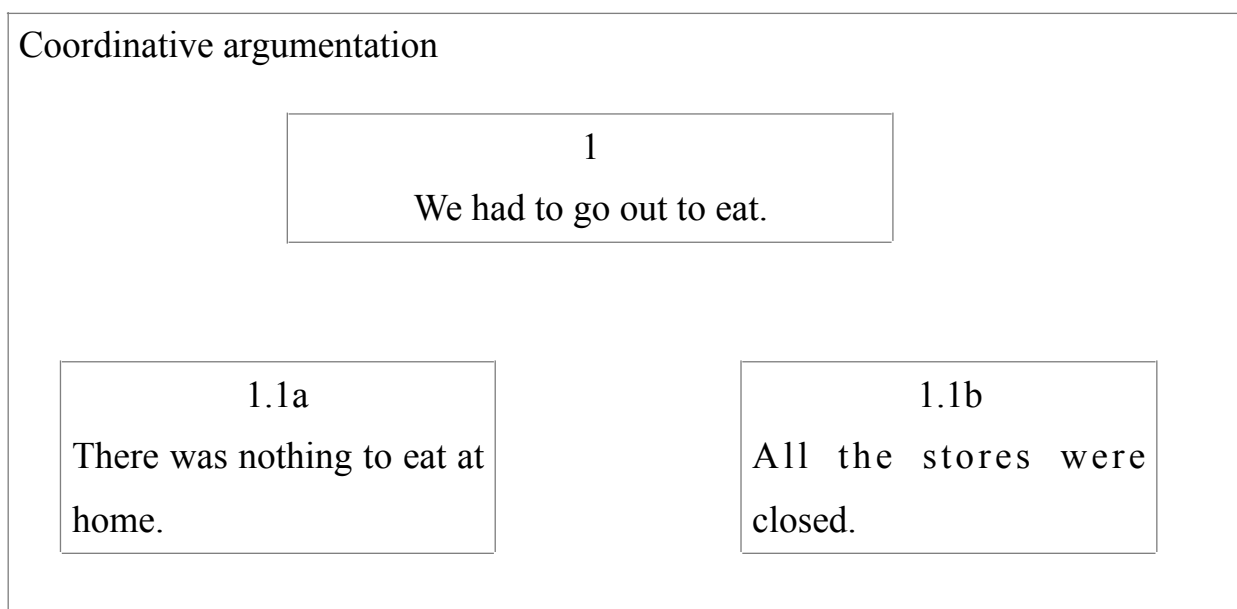 Coordinative argumentation
1
We had to go out to eat.
1.1a
There was nothing to eat at
home.
1.1b
All the stores were
closed.